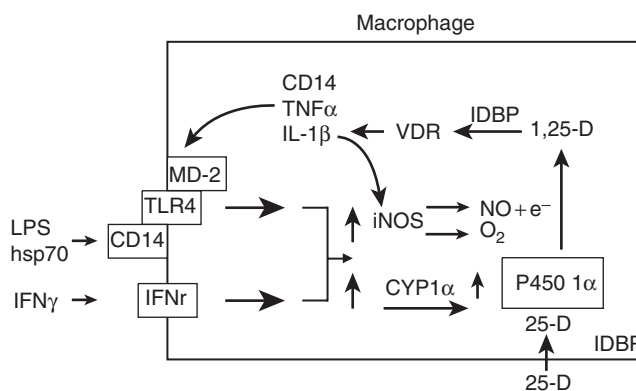 Macrophage
CD14
TNFα
IL-1β
VDR
IDBP
1,25-D
MD-2
TLR4
CD14
LPS
hsp70
iNOS
NO + e⁻
O₂
IFNγ
IFNr
CYP1α
P450 1α
25-D
IDBP
25-D